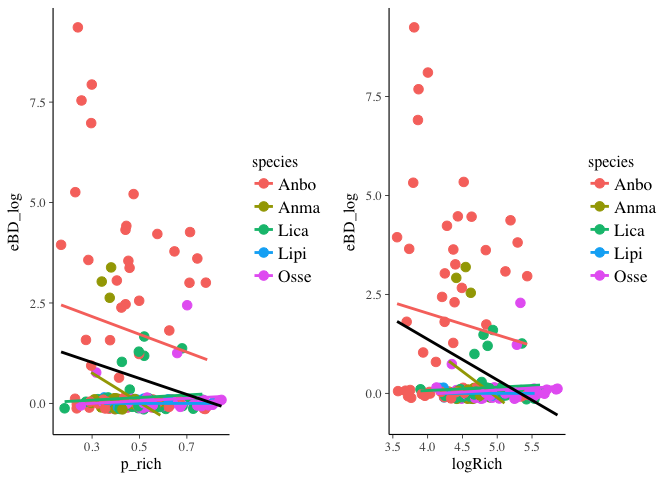 eBD_log
7.5
5.0
2.5
0.0
0.3 0.5 0.7
p_rich
species
Anbo
Anma
Lica
Lipi
Osse
eBD_log
7.5
5.0
2.5
0.0
3.5 4.0 4.5 5.0 5.5
logRich
species
Anbo
Anma
Lica
Lipi
Osse